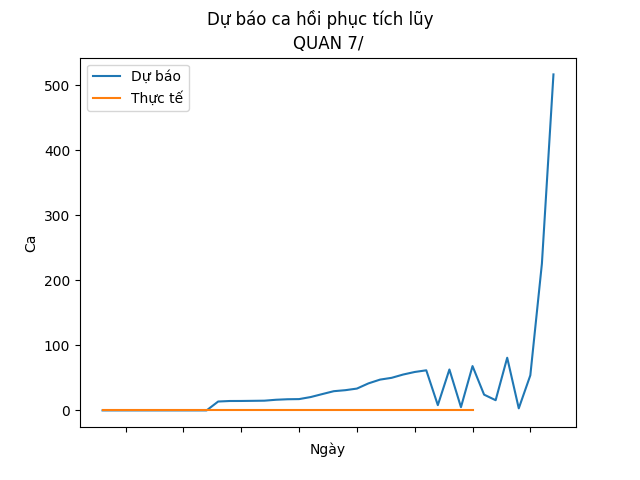 Dự báo ca hồi phục tích lũy
QUAN 7/
Dự báo
Thực tế
500
400
300
200
100
0
Ca
Ngày